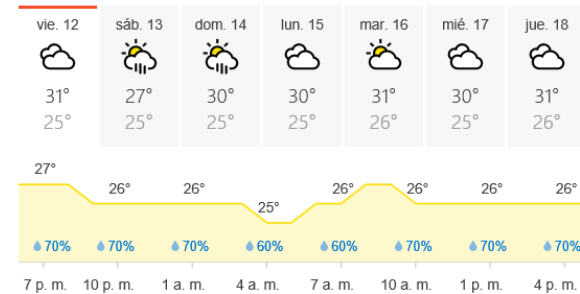 vie. 12 sáb. 13 dom. 14 lun. 15 mar. 16 mié. 17 jue. 18
31° 27° 30° 30° 31° 30° 31°
25° 25° 25° 25° 26° 25° 26°
27° 26° 26° 25° 26° 26° 26° 26°
70% 70% 70% 60% 60% 70% 70% 70%
7 p. m. 10 p. m. 1 a. m. 4 a. m. 7 a. m. 10 a. m. 1 p. m. 4 p. m.